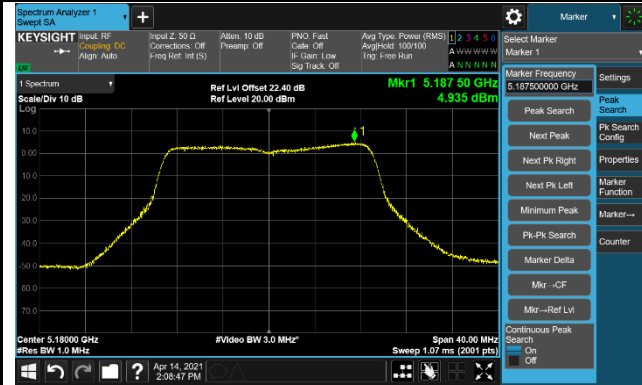 Spectrum Analyzer 1
Swept SA
Marker
KEYSIGHT
Input: RF
Coupling: DC
Align: Auto
Input Z: 50 Ω
Corrections: Off
Freq Ref: Int (S)
Atten: 10 dB
Preamp: Off
PNO: Fast
Gate: Off
IF Gain: Low
Sig Track: Off
Avg Type: Power (RMS)
Avg|Hold: 100/100
Trig: Free Run
1 2 3 4 5 6
A W W W W W
A N N N N N
Select Marker
Marker 1
LXI
1 Spectrum
Scale/Div 10 dB
Log
Ref Lvl Offset 22.40 dB
Ref Level 20.00 dBm
Mkr1 5.187 50 GHz
4.935 dBm
10.0
0.00
-10.0
-20.0
-30.0
-40.0
-50.0
-60.0
-70.0
1
Center 5.18000 GHz
#Res BW 1.0 MHz
#Video BW 3.0 MHz*
Span 40.00 MHz
Sweep 1.07 ms (2001 pts)
Marker Frequency
5.187500000 GHz
Peak Search
Next Peak
Next Pk Right
Next Pk Left
Minimum Peak
Pk-Pk Search
Marker Delta
Mkr→CF
Mkr→Ref Lvl
Continuous Peak
Search
On
Off
Settings
Peak
Search
Pk Search
Config
Properties
Marker
Function
Marker→
Counter
Apr 14, 2021
2:08:47 PM